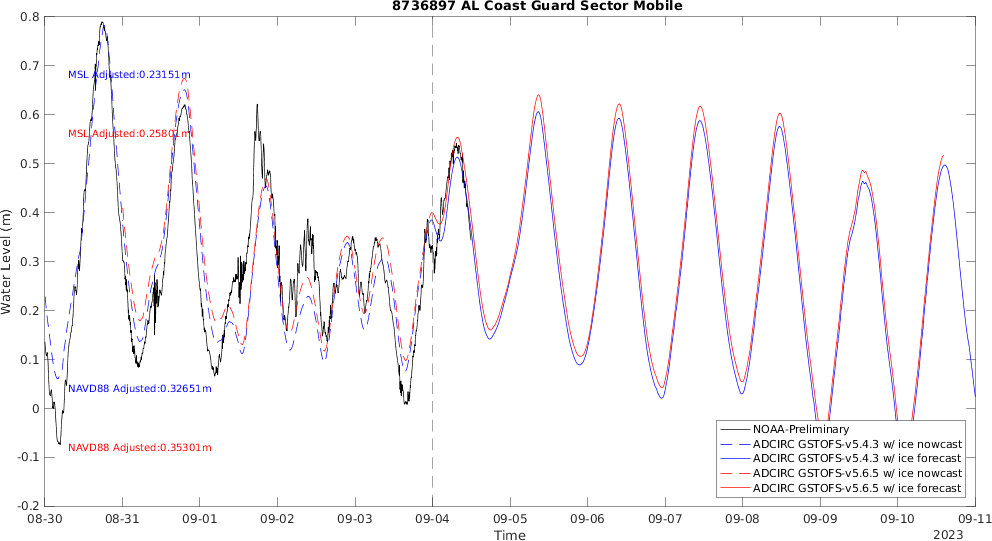 8736897 AL Coast Guard Sector Mobile
0.8
0.7
0.6
0.5
0.4
0.3
0.2
0.1
0
-0.1
-0.2
Water Level (m)
MSL Adjusted:0.23151m
MSL Adjusted:0.25801m
NAVD88 Adjusted:0.32651m
NAVD88 Adjusted:0.35301m
NOAA-Preliminary
ADCIRC GSTOFS-v5.4.3 w/ ice nowcast
ADCIRC GSTOFS-v5.4.3 w/ ice forecast
ADCIRC GSTOFS-v5.6.5 w/ ice nowcast
ADCIRC GSTOFS-v5.6.5 w/ ice forecast
08-30 08-31 09-01 09-02 09-03 09-04 09-05 09-06 09-07 09-08 09-09 09-10 09-11
Time
2023